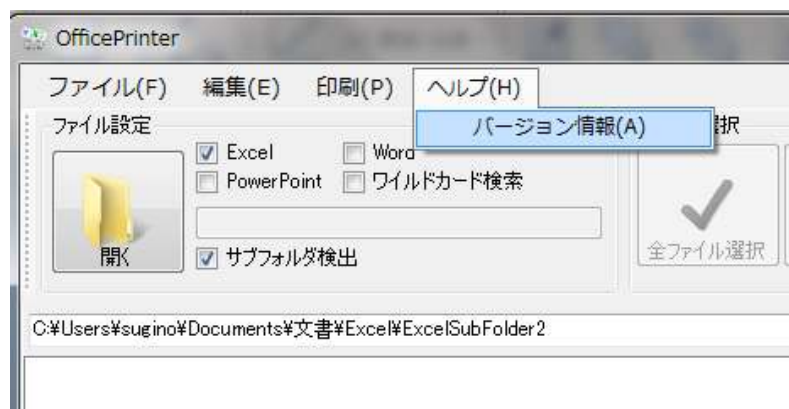 OfficePrinter
ファイル(F) 編集(E) 印刷(P) ヘルプ(H)
バージョン情報(A)
ファイル設定
択
Excel
PowerPoint ワイルドカード検索
開く
サブフォルダ検出
全ファイル選択
C:¥Users¥sugino¥Documents¥文書¥Excel¥ExcelSubFolder2